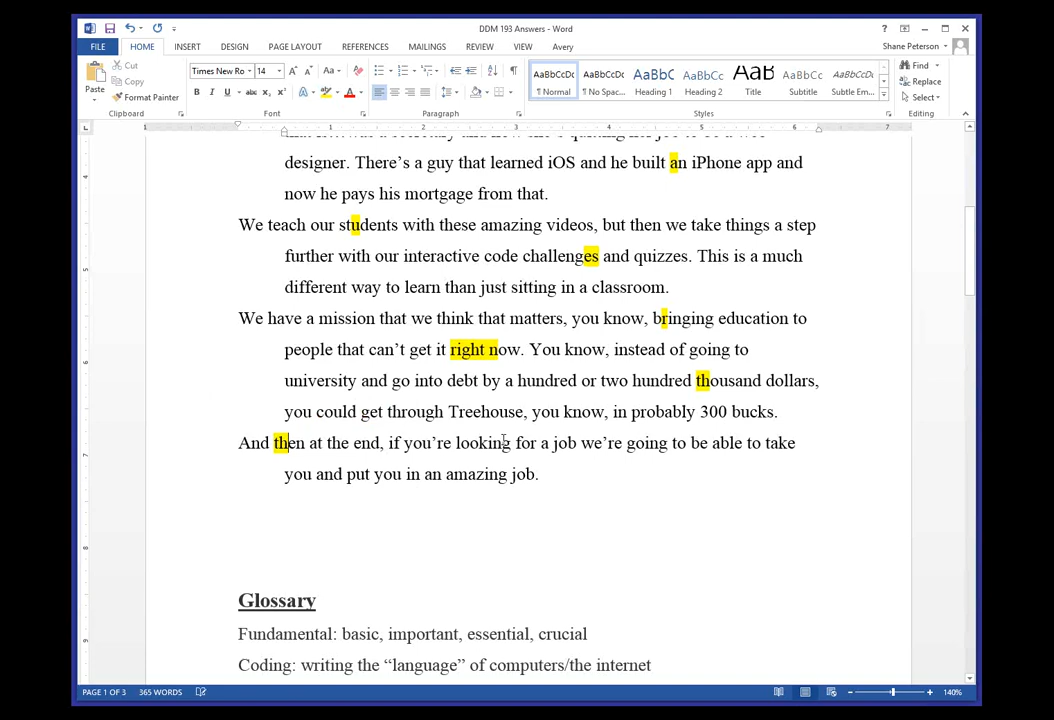 DDM 193 Answers - Word
FILE HOME INSERT DESIGN PAGE LAYOUT REFERENCES MAILINGS REVIEW VIEW Avery
Shane Peterson
Paste
Cut
Copy
Format Painter
Clipboard
Times New Ro 14
Font
Paragraph
AaBbCcDc AaBbCcDc AaBbC AaBbCc AaB AaBbCcD AaBbCcDc
¶ Normal ¶ No Spac... Heading 1 Heading 2 Title Subtitle Subtle Em...
Styles
Find
Replace
Select
Editing
designer. There’s a guy that learned iOS and he built an iPhone app and
now he pays his mortgage from that.
We teach our students with these amazing videos, but then we take things a step
further with our interactive code challenges and quizzes. This is a much
different way to learn than just sitting in a classroom.
We have a mission that we think that matters, you know, bringing education to
people that can’t get it right now. You know, instead of going to
university and go into debt by a hundred or two hundred thousand dollars,
you could get through Treehouse, you know, in probably 300 bucks.
And then at the end, if you’re looking for a job we’re going to be able to take
you and put you in an amazing job.
Glossary
Fundamental: basic, important, essential, crucial
Coding: writing the “language” of computers/the internet
PAGE 1 OF 3 365 WORDS
140%